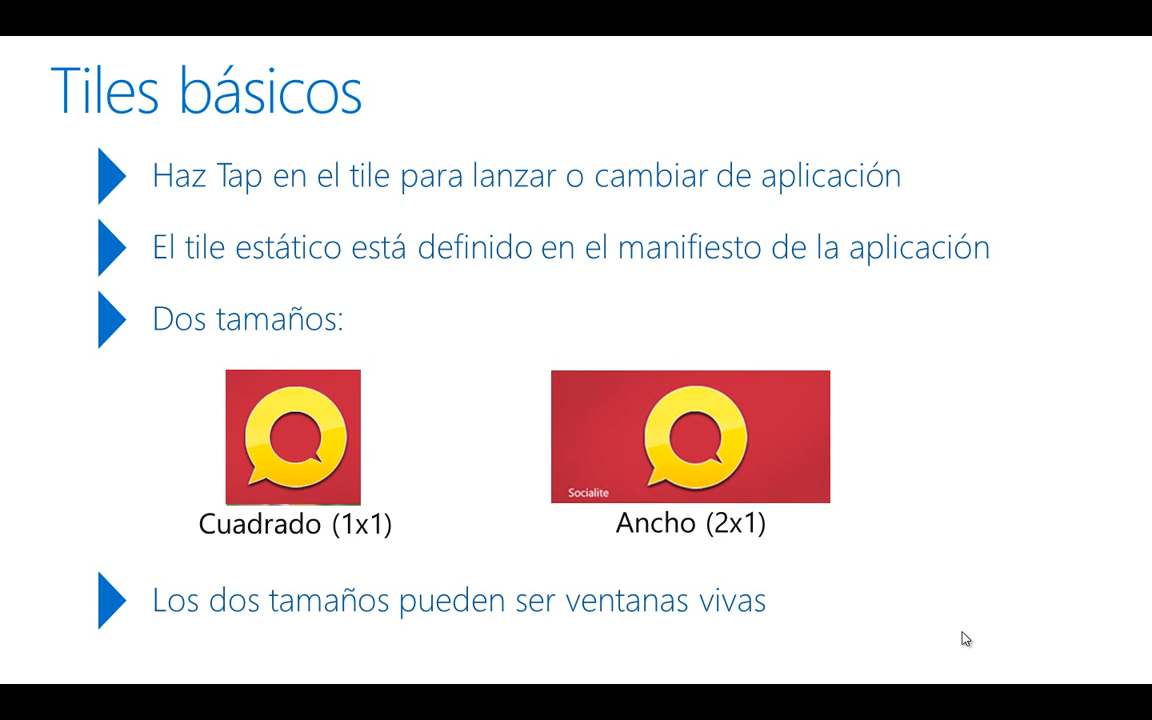 Tiles básicos
Haz Tap en el tile para lanzar o cambiar de aplicación
El tile estático está definido en el manifiesto de la aplicación
Dos tamaños:
Socialite
Cuadrado (1x1)
Ancho (2x1)
Los dos tamaños pueden ser ventanas vivas